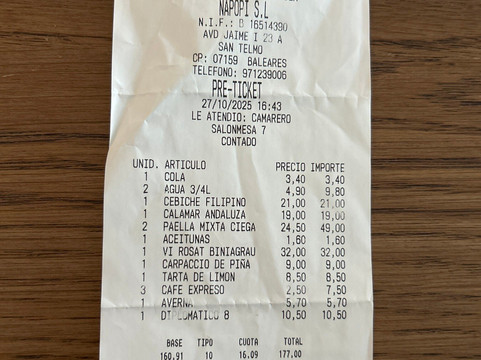 NAPOPI S.L
N.I.F.: B 16514390
AVD JAIME I 23 A
SAN TELMO
CP: 07159 BALEARES
TELEFONO: 971239006
PRE-TICKET
27/10/2025 16:43
LE ATENDIO: CAMARERO
SALONMESA 7
CONTADO
UNID. ARTICULO PRECIO IMPORTE
1 COLA 3,40 3,40
2 AGUA 3/4L 4,90 9,80
1 CEBICHE FILIPINO 21,00 21,00
1 CALAMAR ANDALUZA 19,00 19,00
2 PAELLA MIXTA CIEGA 24,50 49,00
1 ACEITUNAS 1,60 1,60
1 VI ROSAT BINIAGRAU 32,00 32,00
1 CARPACCIO DE PIÑA 9,00 9,00
1 TARTA DE LIMON 8,50 8,50
3 CAFE EXPRESO 2,50 7,50
1 AVERNA 5,70 5,70
1 DIPLOMATICO 8 10,50 10,50
BASE TIPO CUOTA TOTAL
160.91 10 16.09 177.00